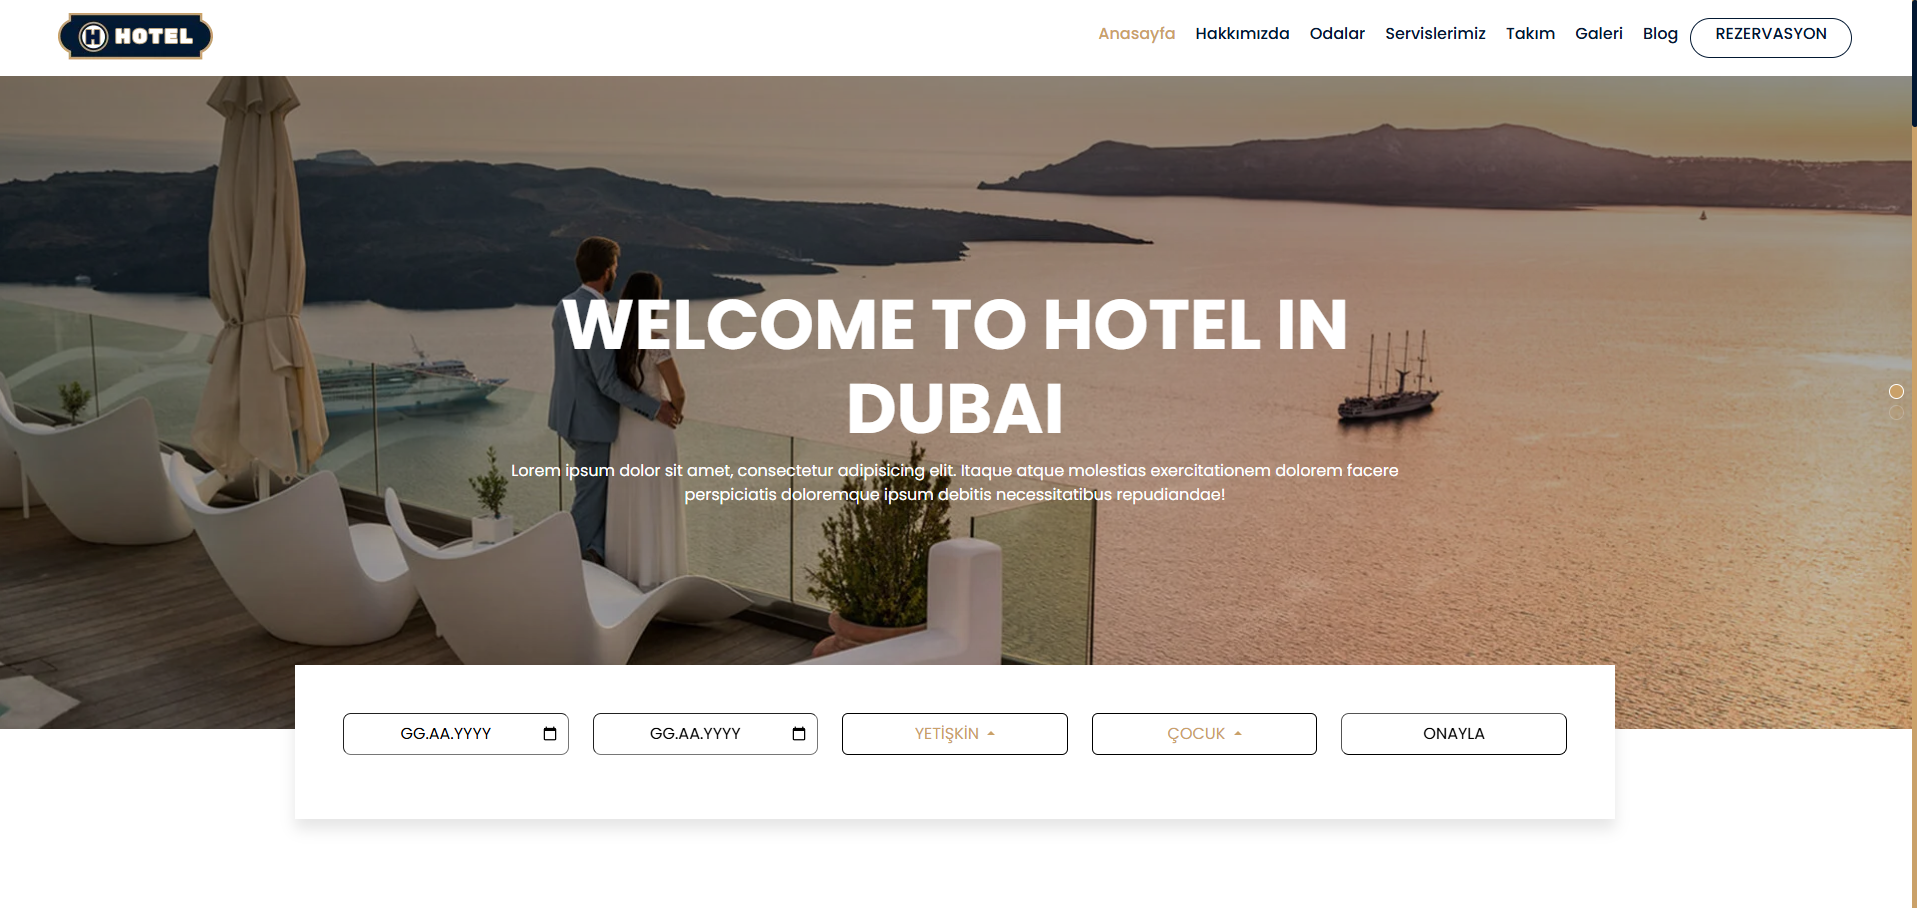 H HOTEL
Anasayfa Hakkımızda Odalar Servislerimiz Takım Galeri Blog REZERVASYON
WELCOME TO HOTEL IN
DUBAI
Lorem ipsum dolor sit amet, consectetur adipisicing elit. Itaque atque molestias exercitationem dolorem facere
perspiciatis doloremque ipsum debitis necessitatibus repudiandae!
GG.AA.YYYY GG.AA.YYYY YETİŞKİN ÇOCUK ONAYLA